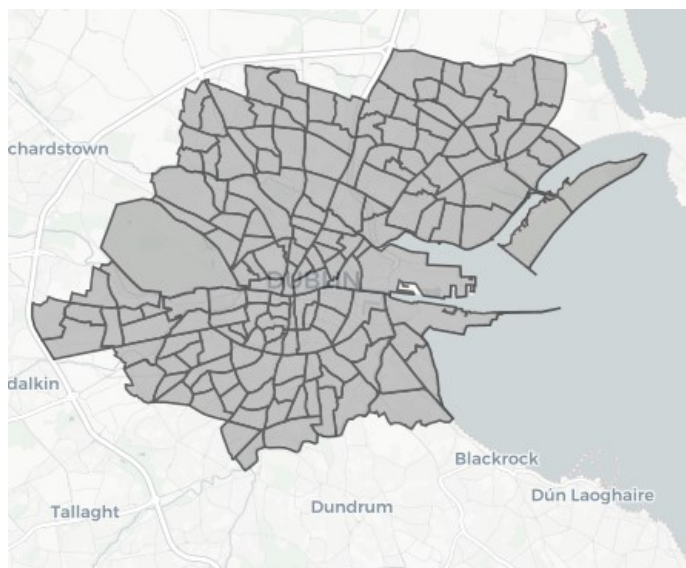 chardstown
DUBLIN
dalkin
Blackrock
Dún Laoghaire
Tallaght
Dundrum